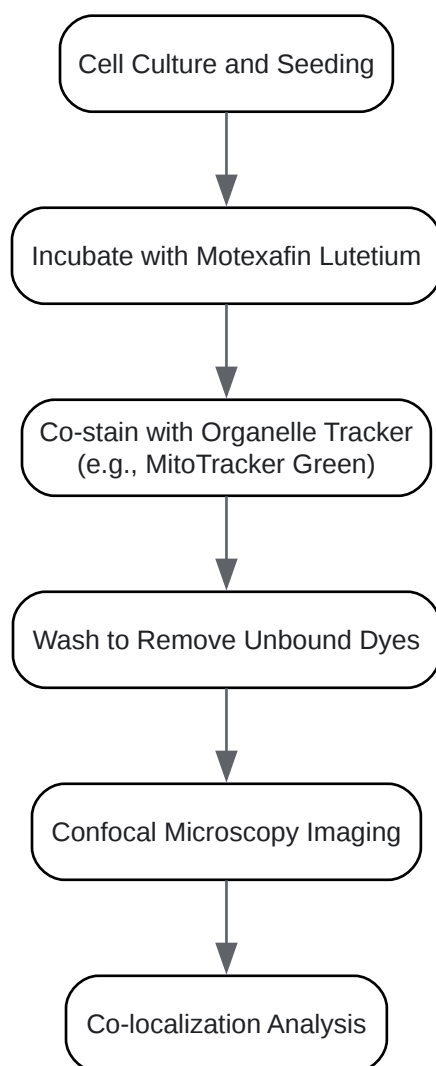 Cell Culture and Seeding
Incubate with Motexafin Lutetium
Co-stain with Organelle Tracker
(e.g., MitoTracker Green)
Wash to Remove Unbound Dyes
Confocal Microscopy Imaging
Co-localization Analysis